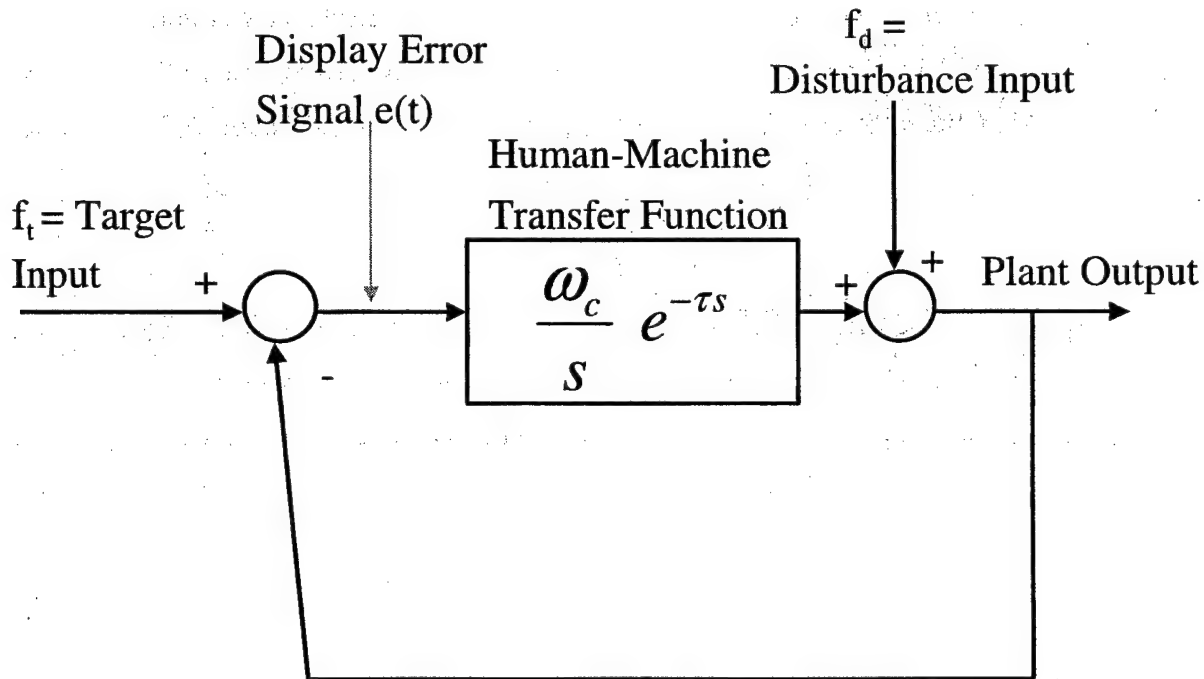 f_d =
Disturbance Input
Display Error
Signal e(t)
Human-Machine
Transfer Function
f_t = Target
Input
+
-
ω_c
s
e^{-τs}
+
+
Plant Output